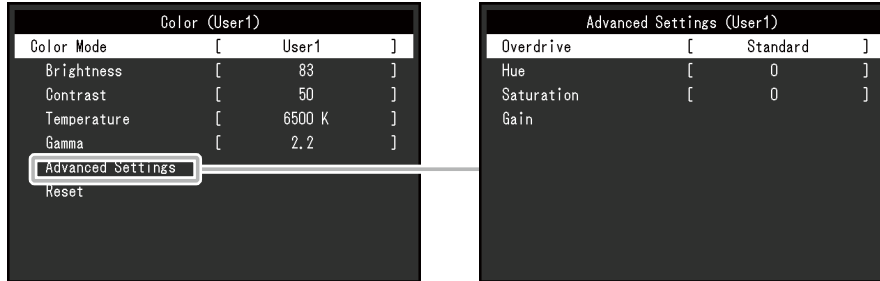 Color (User1)
Color Mode [ User1 ]
Brightness [ 83 ]
Contrast [ 50 ]
Temperature [ 6500 K ]
Gamma [ 2.2 ]
Advanced Settings
Reset
Advanced Settings (User1)
Overdrive [ Standard ]
Hue [ 0 ]
Saturation [ 0 ]
Gain